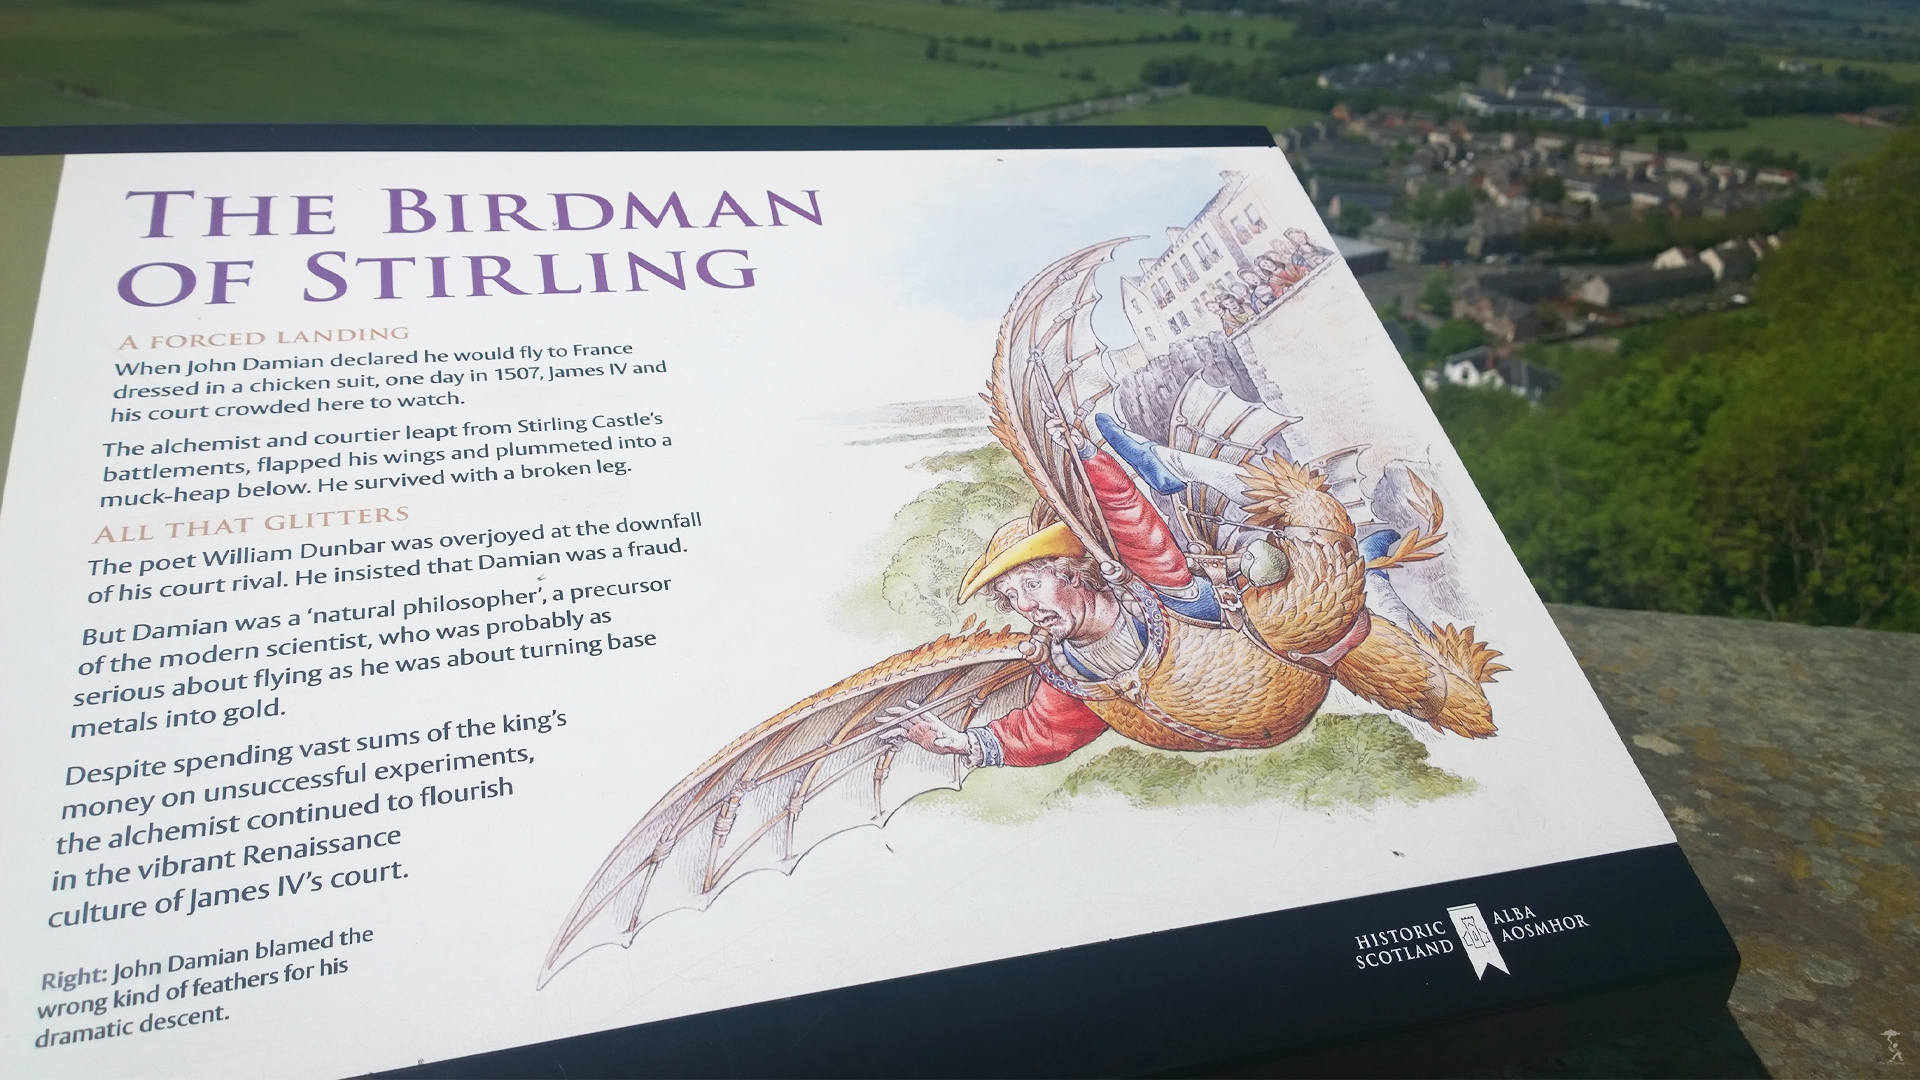 THE BIRDMAN
OF STIRLING
A FORCED LANDING
When John Damian declared he would fly to France
dressed in a chicken suit, one day in 1507, James IV and
his court crowded here to watch.
The alchemist and courtier leapt from Stirling Castle's
battlements, flapped his wings and plummeted into a
muck-heap below. He survived with a broken leg.
ALL THAT GLITTERS
The poet William Dunbar was overjoyed at the downfall
of his court rival. He insisted that Damian was a fraud.
But Damian was a 'natural philosopher', a precursor
of the modern scientist, who was probably as
serious about flying as he was about turning base
metals into gold.
Despite spending vast sums of the king's
money on unsuccessful experiments,
the alchemist continued to flourish
in the vibrant Renaissance
culture of James IV's court.
Right: John Damian blamed the
wrong kind of feathers for his
dramatic descent.
HISTORIC
SCOTLAND
ALBA
AOSMHOR